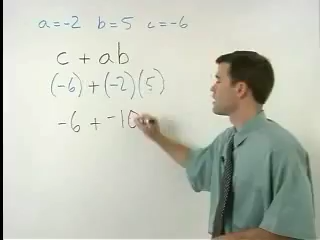 a=-2 b=5 c=-6
c + ab
(-6) + (-2)(5)
-6 + -10